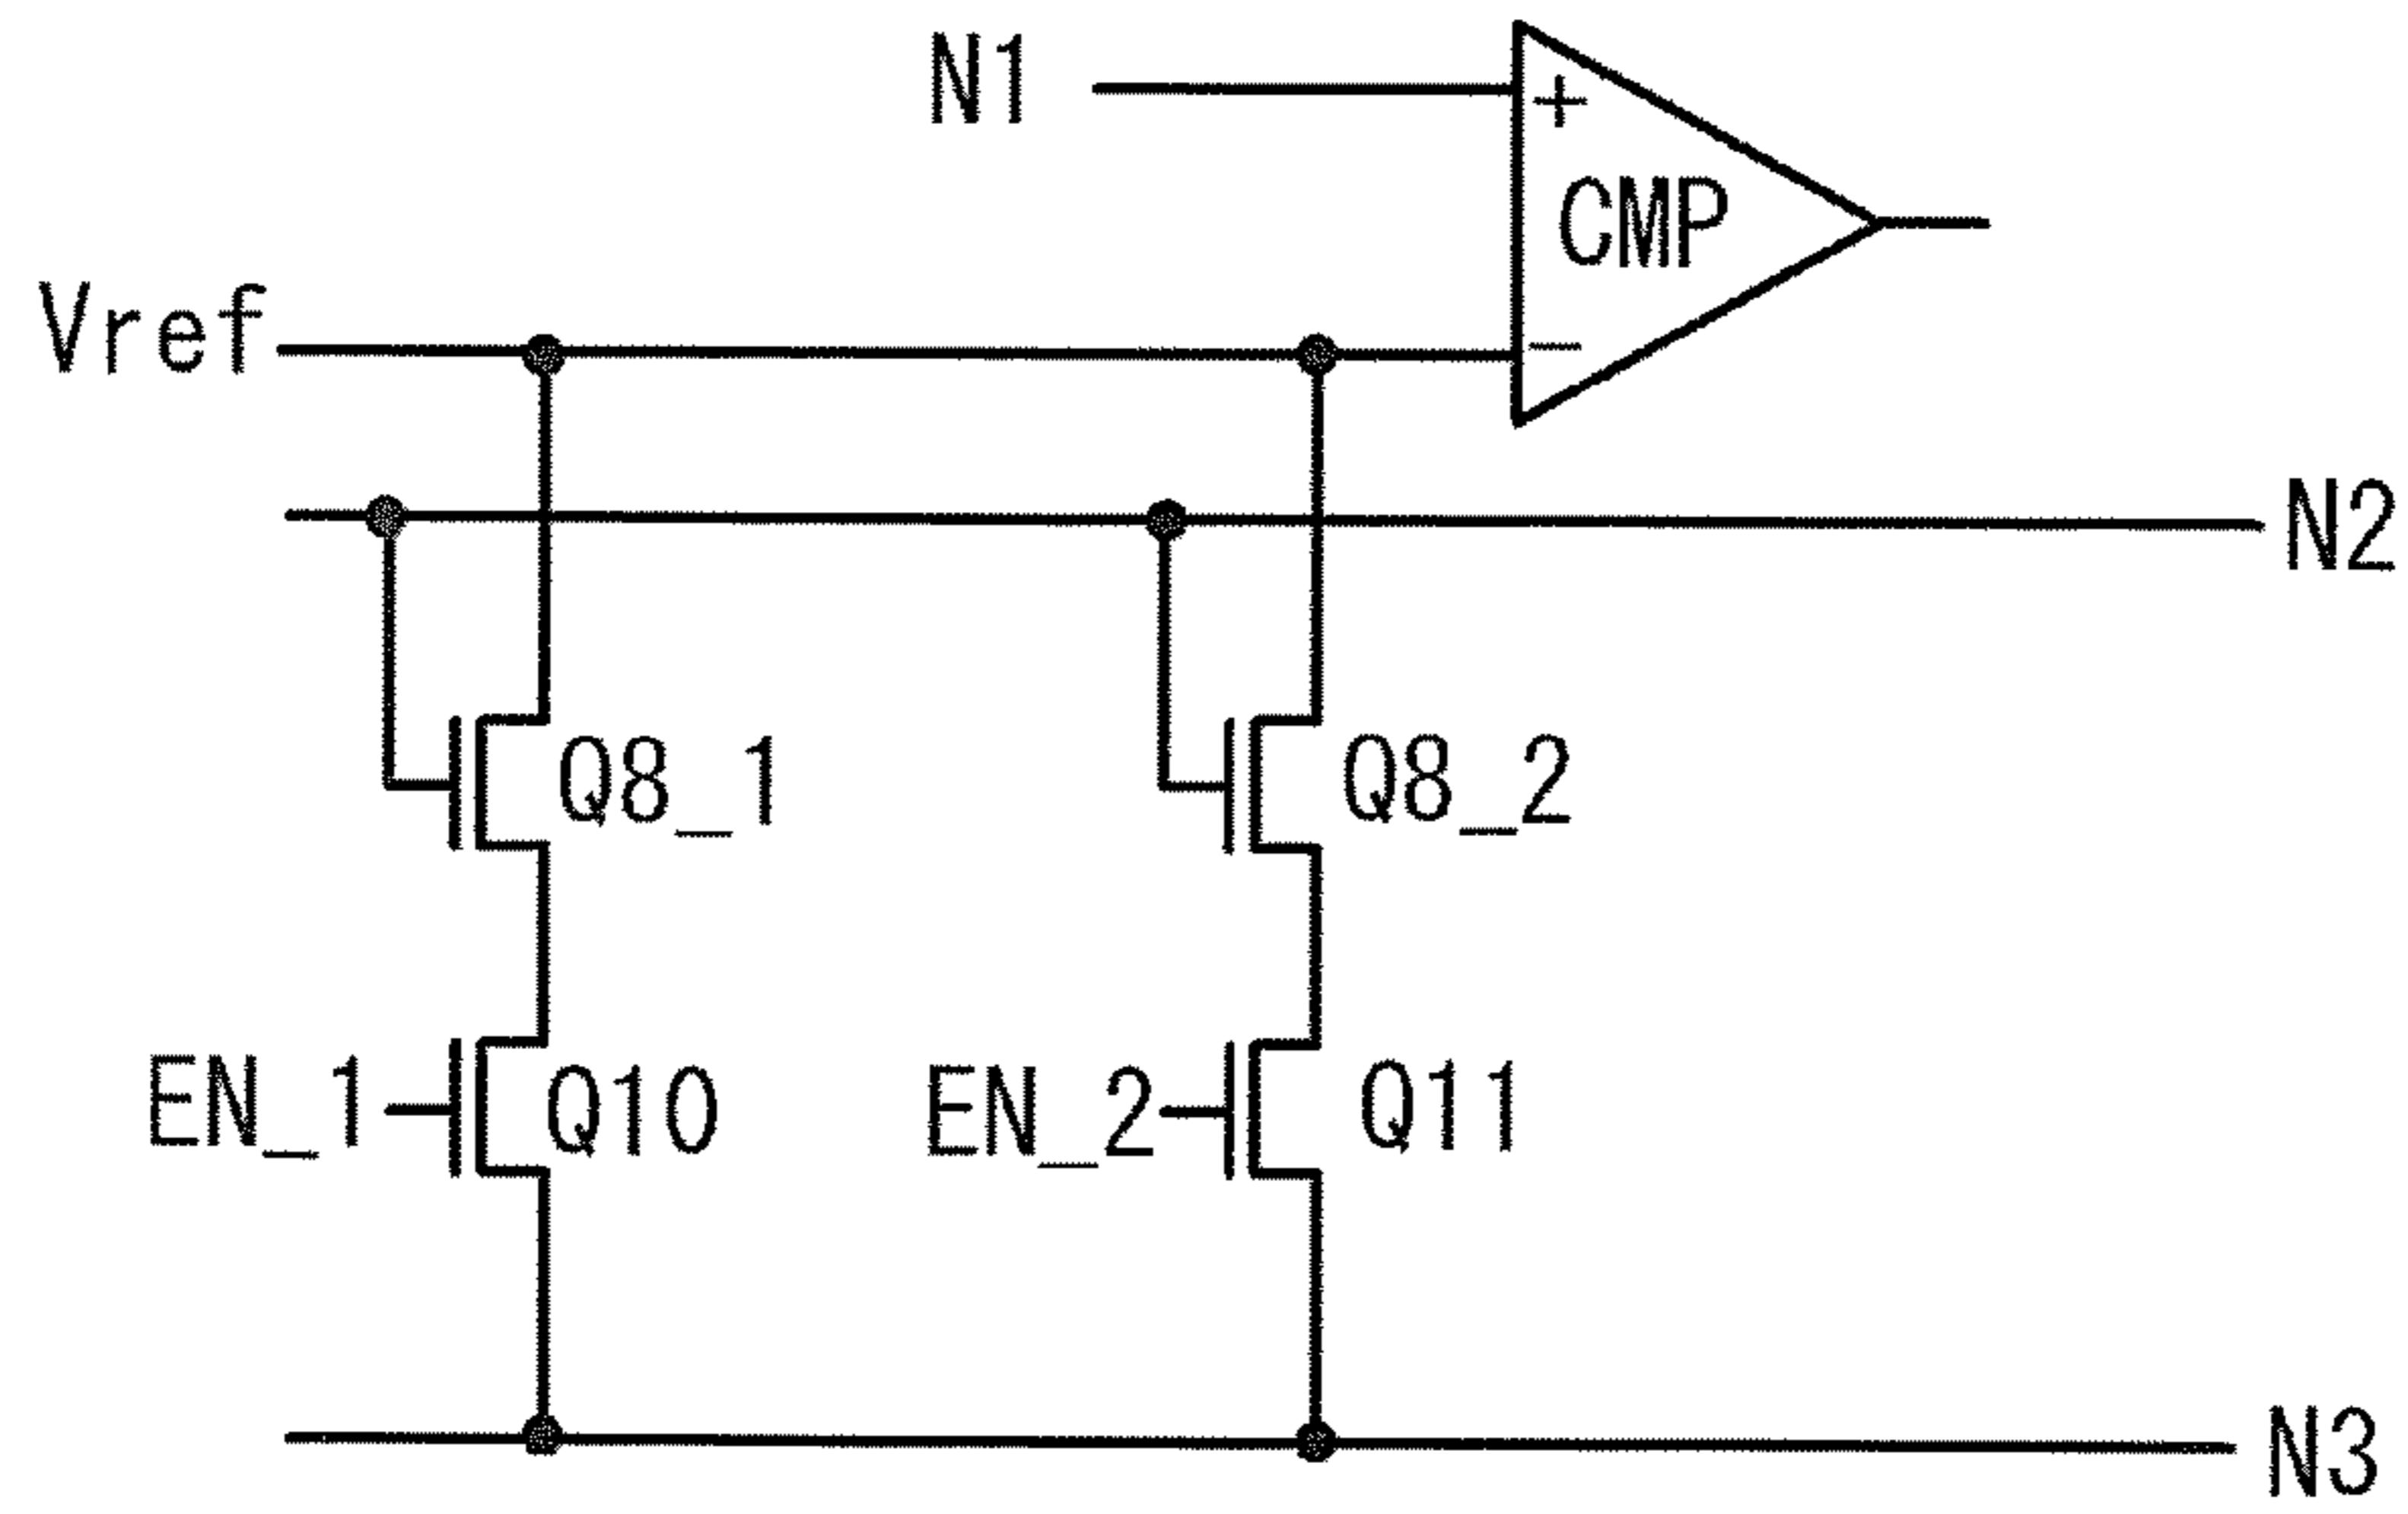 N1
+
CMP
Vref
−
N2
Q8_1
Q8_2
EN_1
Q10
EN_2
Q11
N3